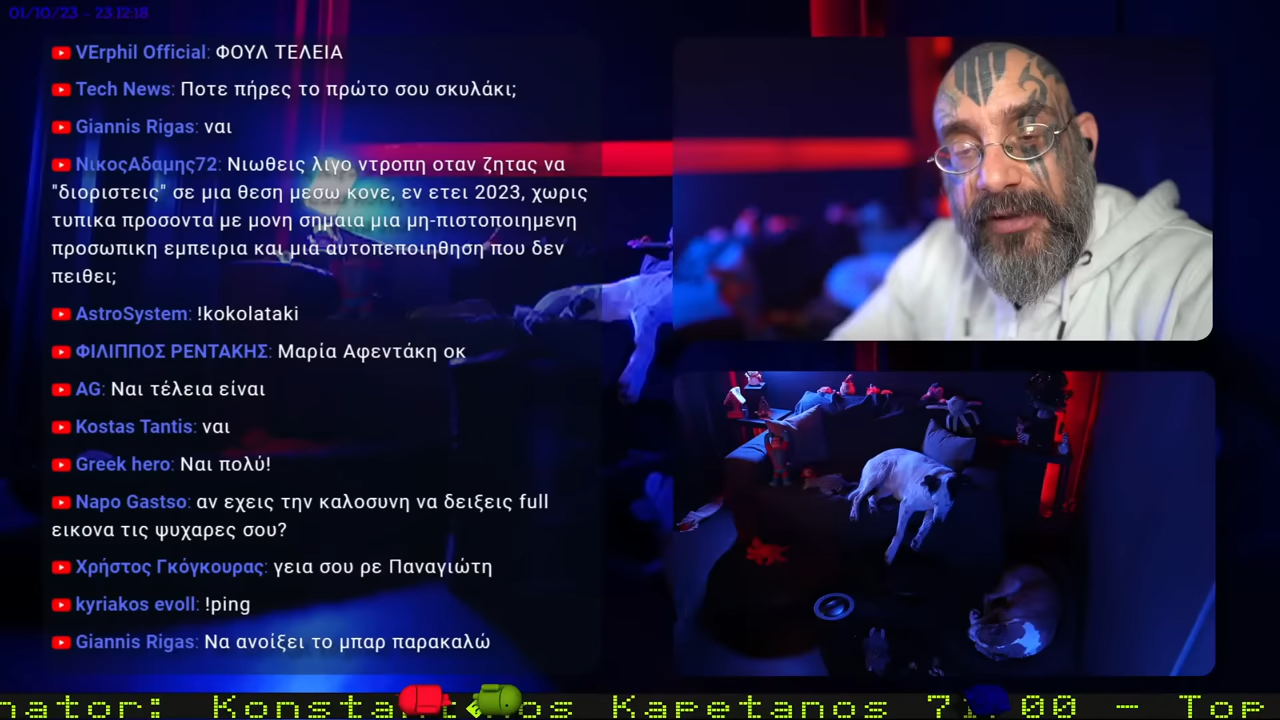 01/10/23 - 23:12:18
VErphil Official: ΦΟΥΛ ΤΕΛΕΙΑ
Tech News: Ποτε πήρες το πρώτο σου σκυλάκι;
Giannis Rigas: ναι
ΝικοςΑδαμης72: Νιωθεις λιγο ντροπη οταν ζητας να
"διοριστεις" σε μια θεση μεσω κονε, εν ετει 2023, χωρις
τυπικα προσοντα με μονη σημαια μια μη-πιστοποιημενη
προσωπικη εμπειρια και μια αυτοπεποιηθηση που δεν
πειθει;
AstroSystem: !kokolataki
ΦΙΛΙΠΠΟΣ ΡΕΝΤΑΚΗΣ: Μαρία Αφεντάκη οκ
AG: Ναι τέλεια είναι
Kostas Tantis: ναι
Greek hero: Ναι πολύ!
Napo Gastso: αν εχεις την καλοσυνη να δειξεις full
εικονα τις ψυχαρες σου?
Χρήστος Γκόγκουρας: γεια σου ρε Παναγιώτη
kyriakos evoll: !ping
Giannis Rigas: Να ανοίξει το μπαρ παρακαλώ
nator: Kapetanos 00 - Top